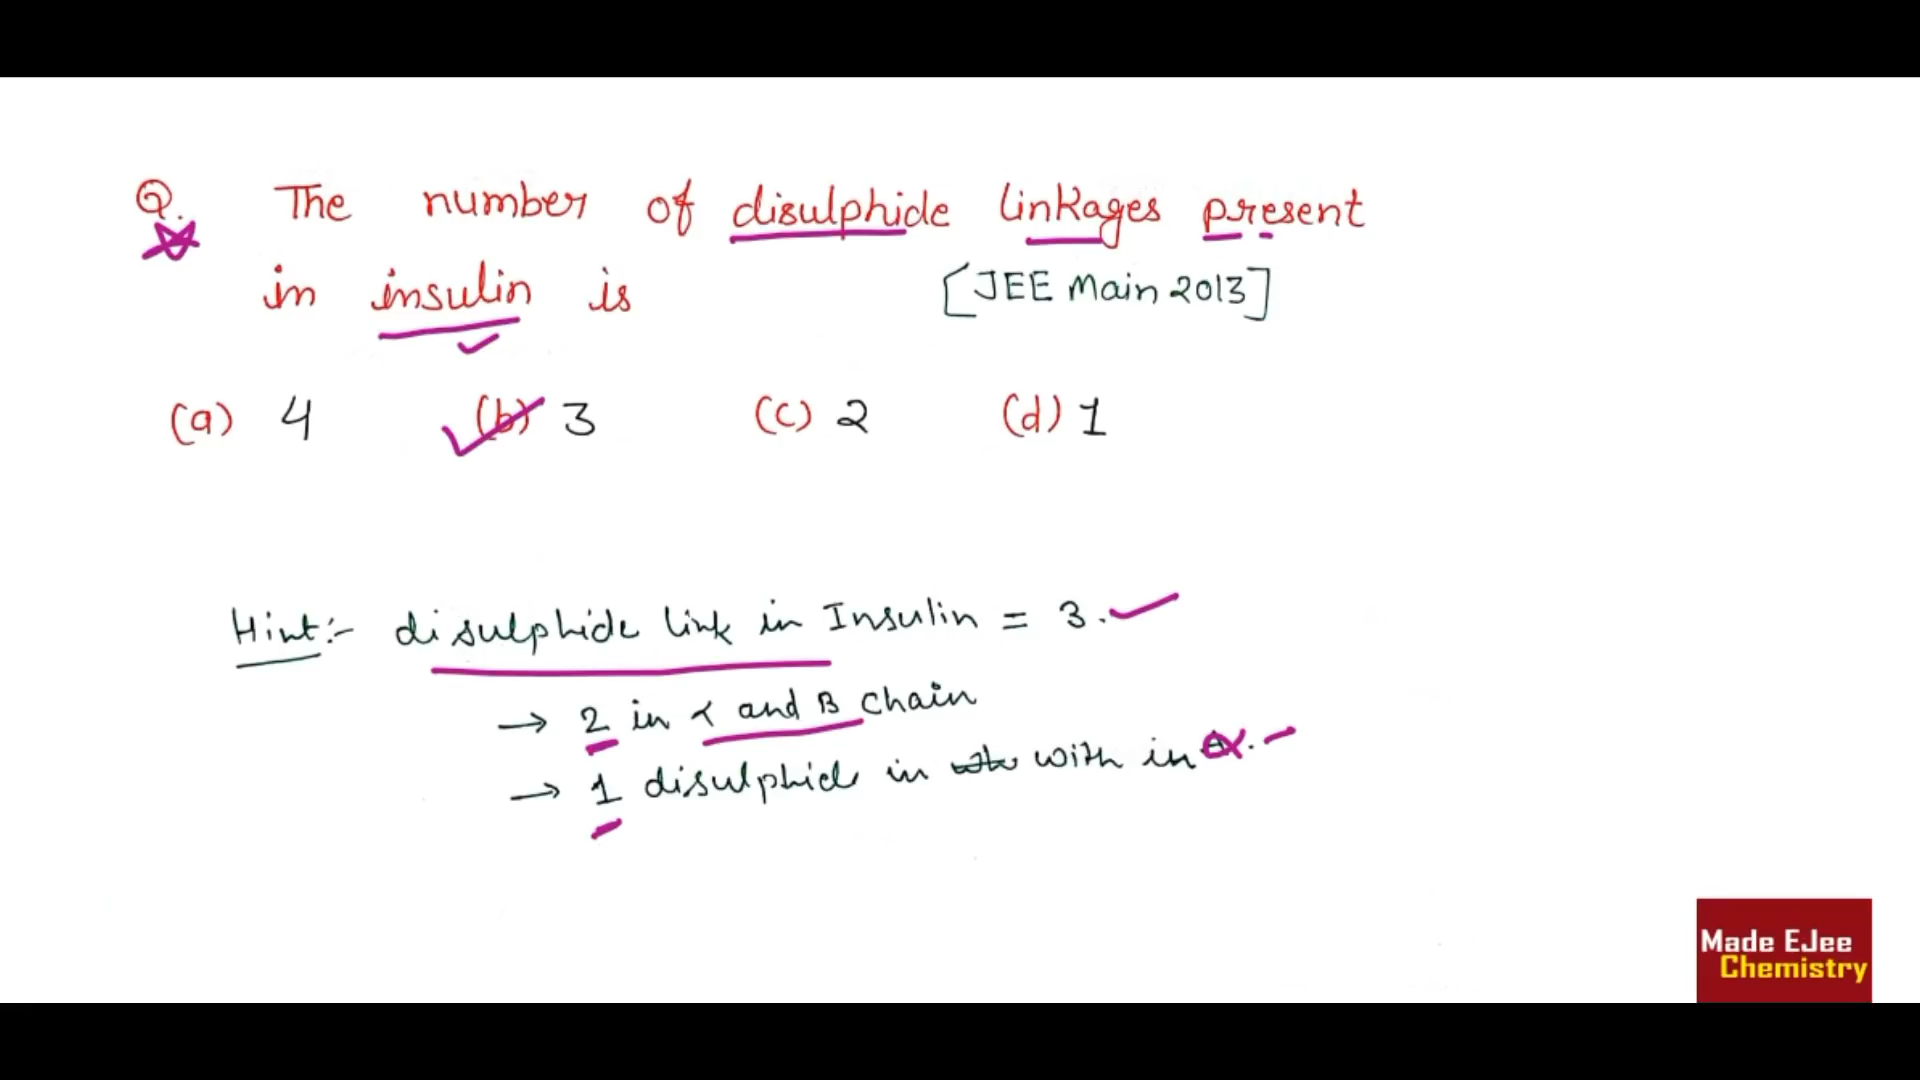 Q. The number of disulphide linkages present
in insulin is [JEE Main 2013]
(a) 4 (b) 3 (c) 2 (d) 1
Hint:- disulphide link in Insulin = 3.
→ 2 in α and B chain
→ 1 disulphide in with in α.
Made EJee
Chemistry